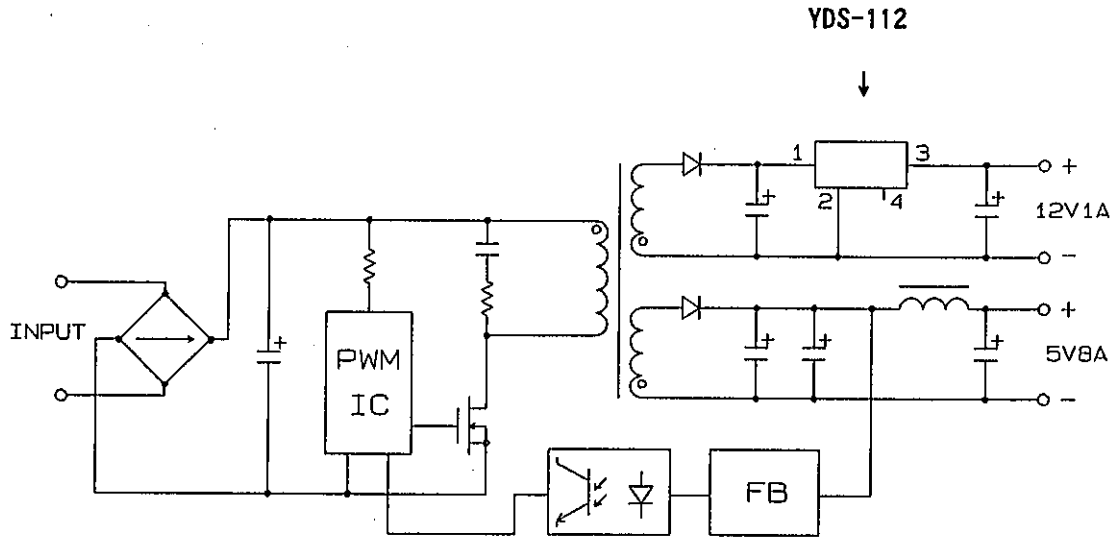 YDS-112
↓
1
3
+
2
4
12V1A
-
+
INPUT
+
+
+
+
+
5V8A
PWM
IC
-
FB